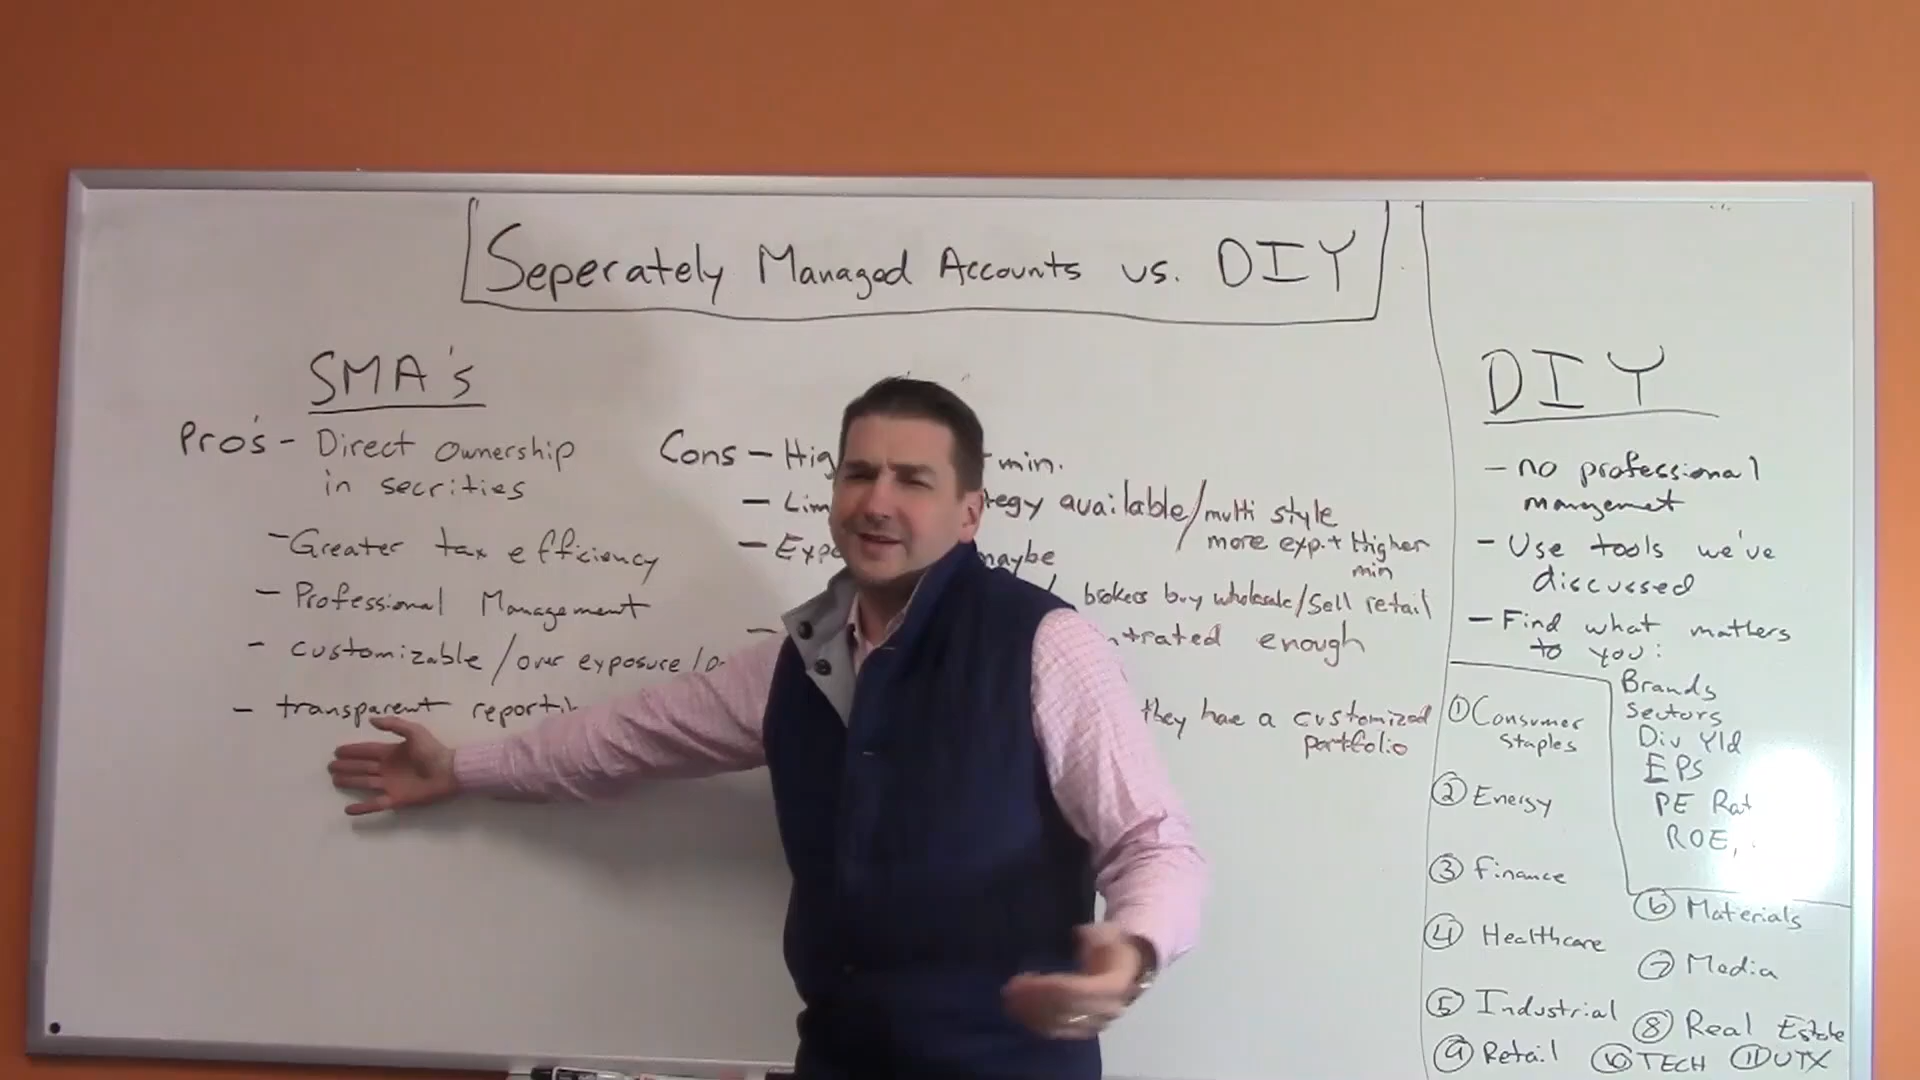 Seperately Managed Accounts vs. DIY
SMA's
Pro's - Direct ownership
in secrities
- Greater tax efficiency
- Professional Management
- customizable / over exposure /
- transparent
Cons - min.
- available / multi style
more exp. + Higher
min
- maybe
brokers buy wholesale / sell retail
- enough
they have a customized
portfolio
DIY
- no professional
managemet
- Use tools we've
discussed
- Find what matters
to you:
Brands
Sectors
Div Yld
EPS
PE
ROE,
① Consumer
staples
② Energy
③ Finance
④ Healthcare
⑤ Industrial
⑥ Materials
⑦ Media
⑧ Real Estate
⑨ Retail ⑩ TECH ⑪ UTX